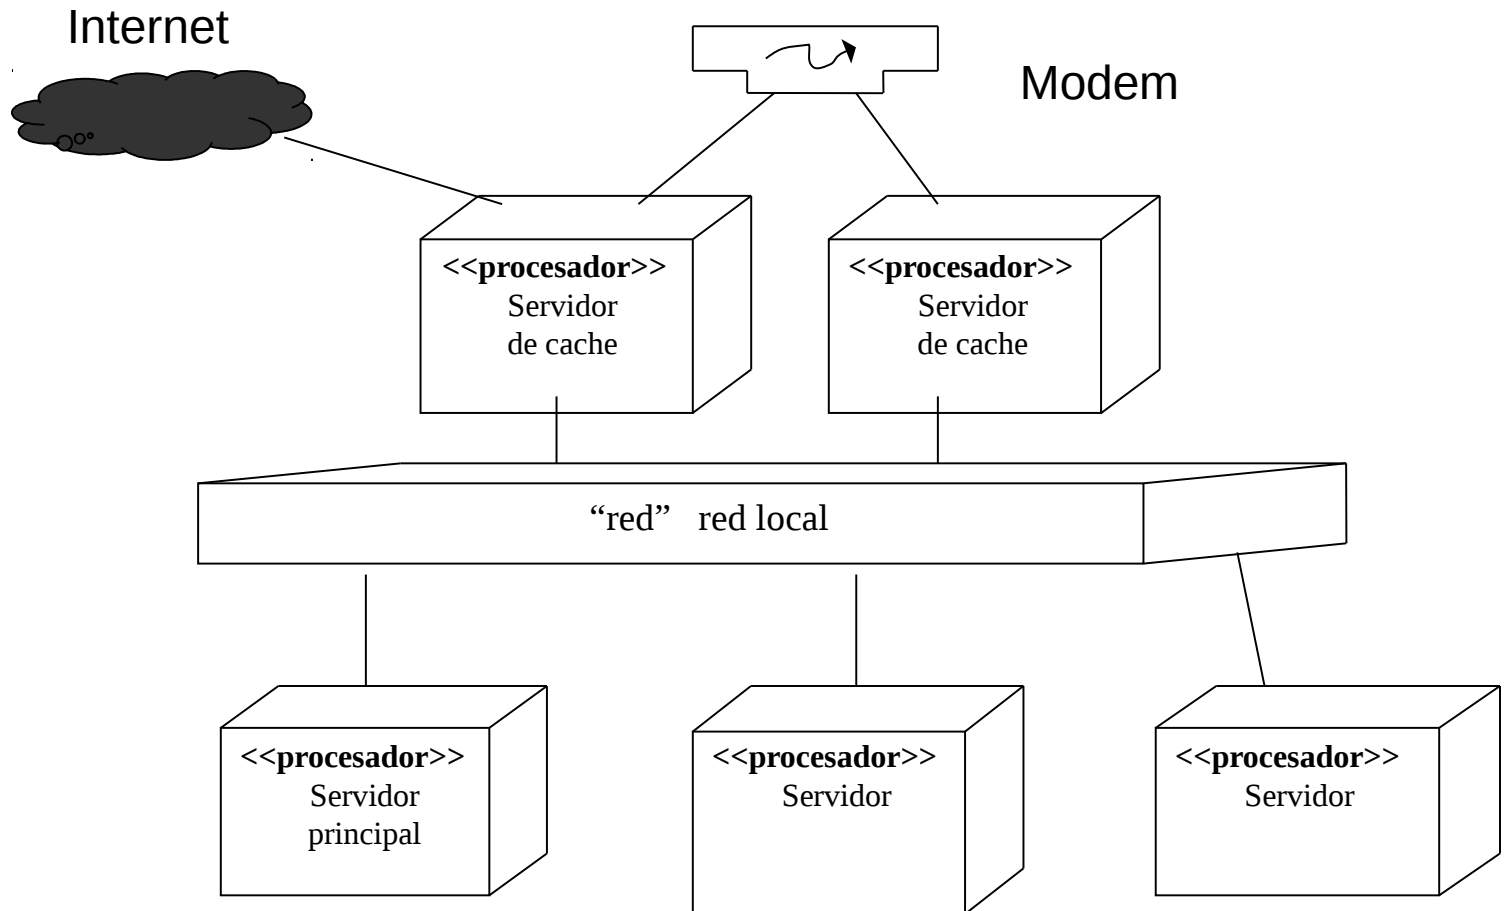 Internet
Modem
<<procesador>>
Servidor
de cache
<<procesador>>
Servidor
de cache
“red” red local
<<procesador>>
Servidor
principal
<<procesador>>
Servidor
<<procesador>>
Servidor